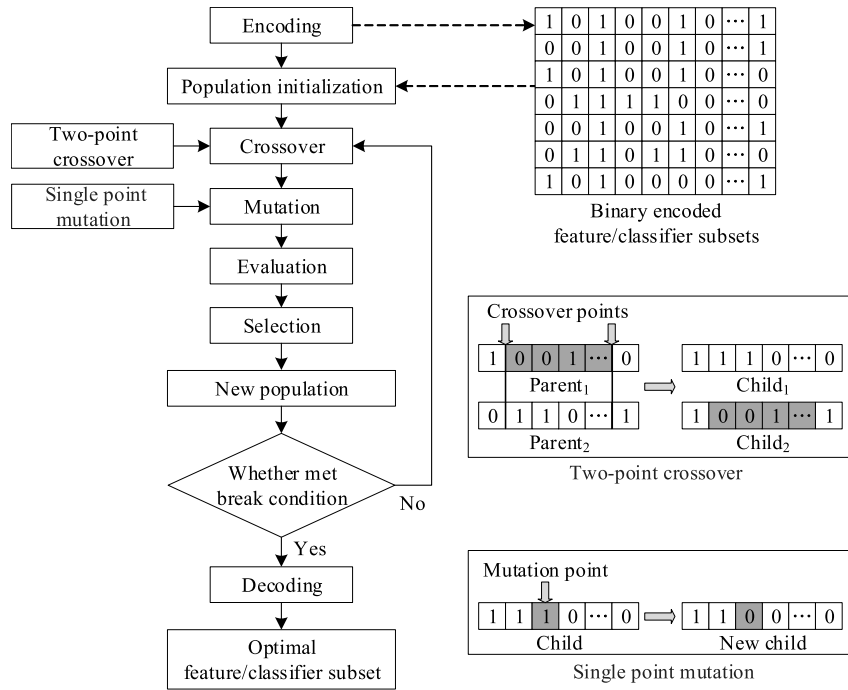 Encoding
Population initialization
Two-point
crossover
Crossover
Single point
mutation
Mutation
Evaluation
Selection
New population
Whether met
break condition
No
Yes
Decoding
Optimal
feature/classifier subset
1 0 1 0 0 1 0 ··· 1
0 0 1 0 0 1 0 ··· 1
1 0 1 0 0 1 0 ··· 0
0 1 1 1 1 0 0 ··· 0
0 0 1 0 0 1 0 ··· 1
0 1 1 0 1 1 0 ··· 0
1 0 1 0 0 0 0 ··· 1
Binary encoded
feature/classifier subsets
Crossover points
1 0 0 1 ··· 0
Parent₁
0 1 1 0 ··· 1
Parent₂
1 1 1 0 ··· 0
Child₁
1 0 0 1 ··· 1
Child₂
Two-point crossover
Mutation point
1 1 1 0 ··· 0
Child
1 1 0 0 ··· 0
New child
Single point mutation